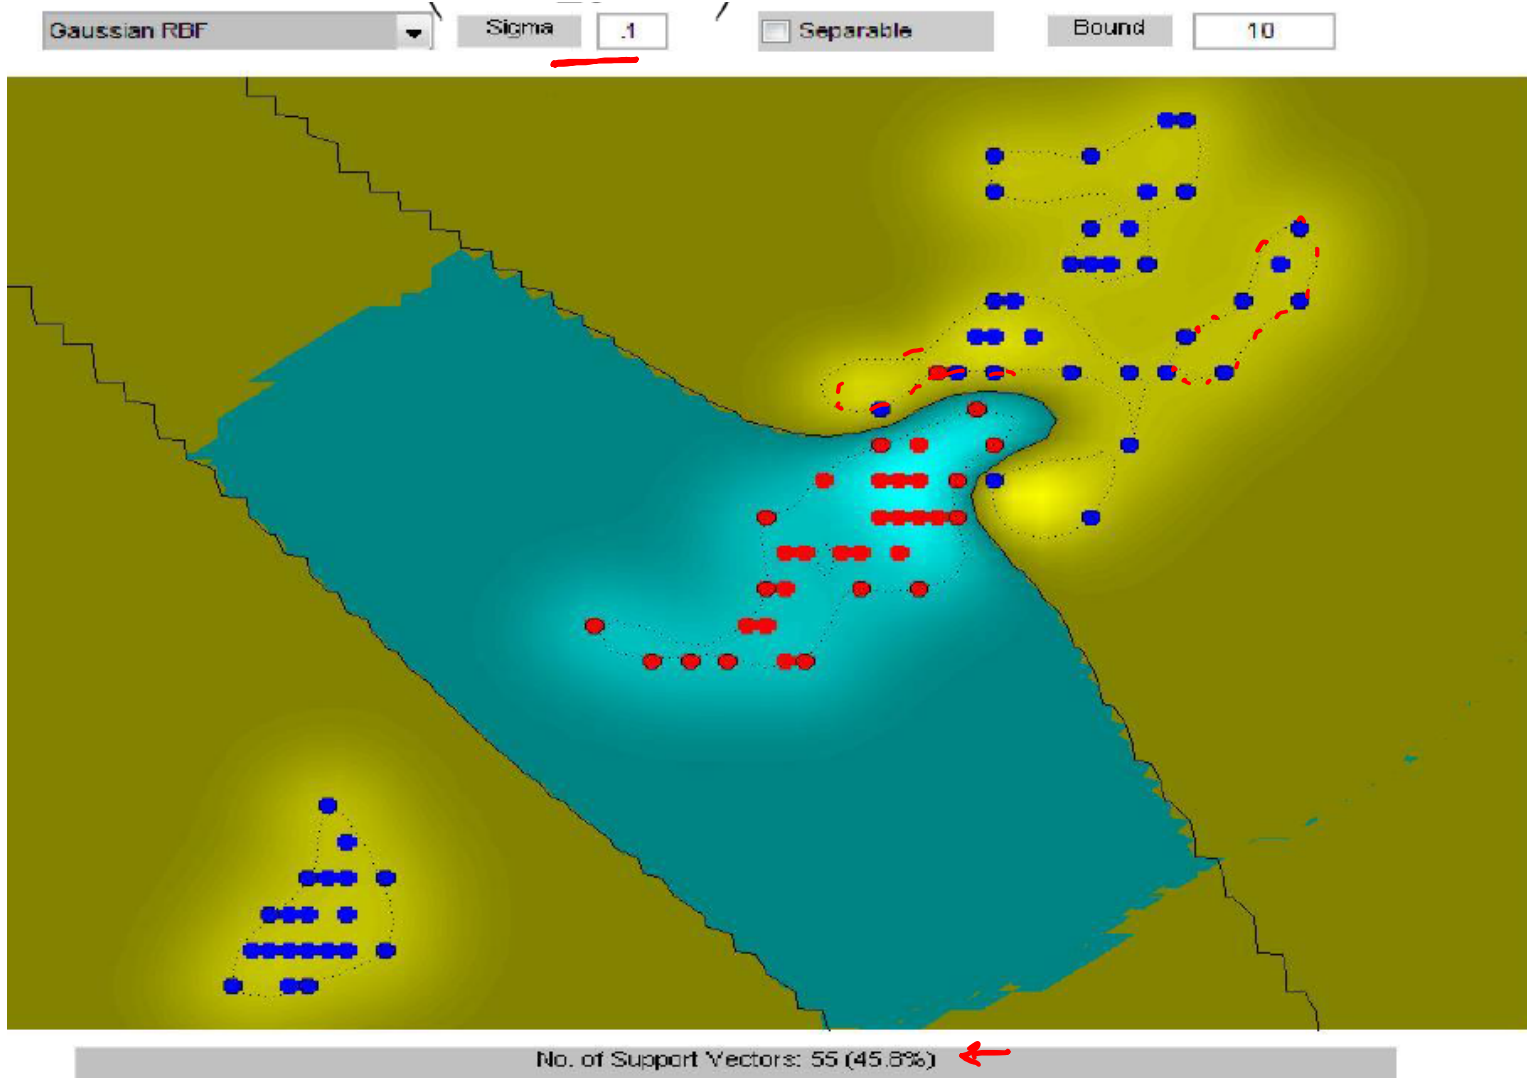 Gaussian RBF Sigma .1 Separable Bound 10
No. of Support Vectors: 55 (45.8%)